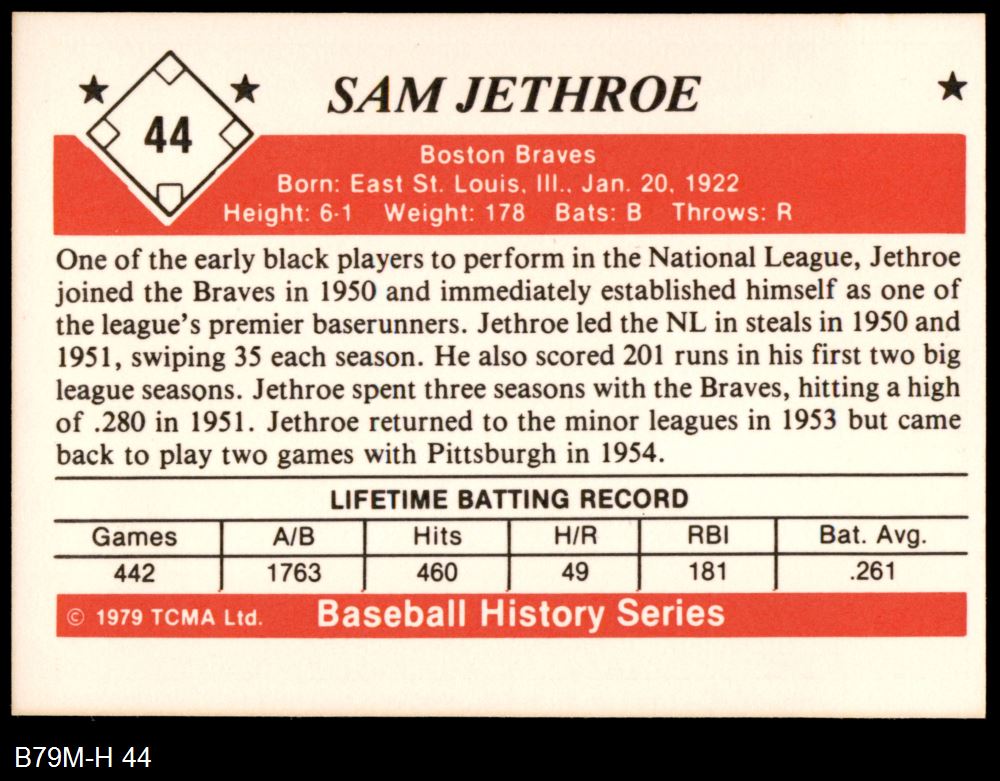 44
SAM JETHROE
Boston Braves
Born: East St. Louis, Ill., Jan. 20, 1922
Height: 6-1 Weight: 178 Bats: B Throws: R
One of the early black players to perform in the National League, Jethroe
joined the Braves in 1950 and immediately established himself as one of
the league's premier baserunners. Jethroe led the NL in steals in 1950 and
1951, swiping 35 each season. He also scored 201 runs in his first two big
league seasons. Jethroe spent three seasons with the Braves, hitting a high
of .280 in 1951. Jethroe returned to the minor leagues in 1953 but came
back to play two games with Pittsburgh in 1954.
LIFETIME BATTING RECORD
Games A/B Hits H/R RBI Bat. Avg.
442 1763 460 49 181 .261
© 1979 TCMA Ltd. Baseball History Series
B79M-H 44